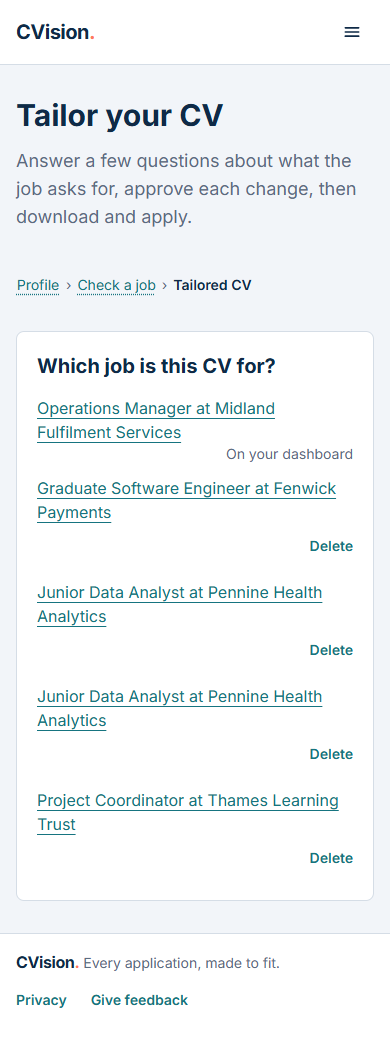 CVision.
Tailor your CV
Answer a few questions about what the
job asks for, approve each change, then
download and apply.
Profile › Check a job › Tailored CV
Which job is this CV for?
Operations Manager at Midland
Fulfilment Services
On your dashboard
Graduate Software Engineer at Fenwick
Payments
Delete
Junior Data Analyst at Pennine Health
Analytics
Delete
Junior Data Analyst at Pennine Health
Analytics
Delete
Project Coordinator at Thames Learning
Trust
Delete
CVision. Every application, made to fit.
Privacy Give feedback